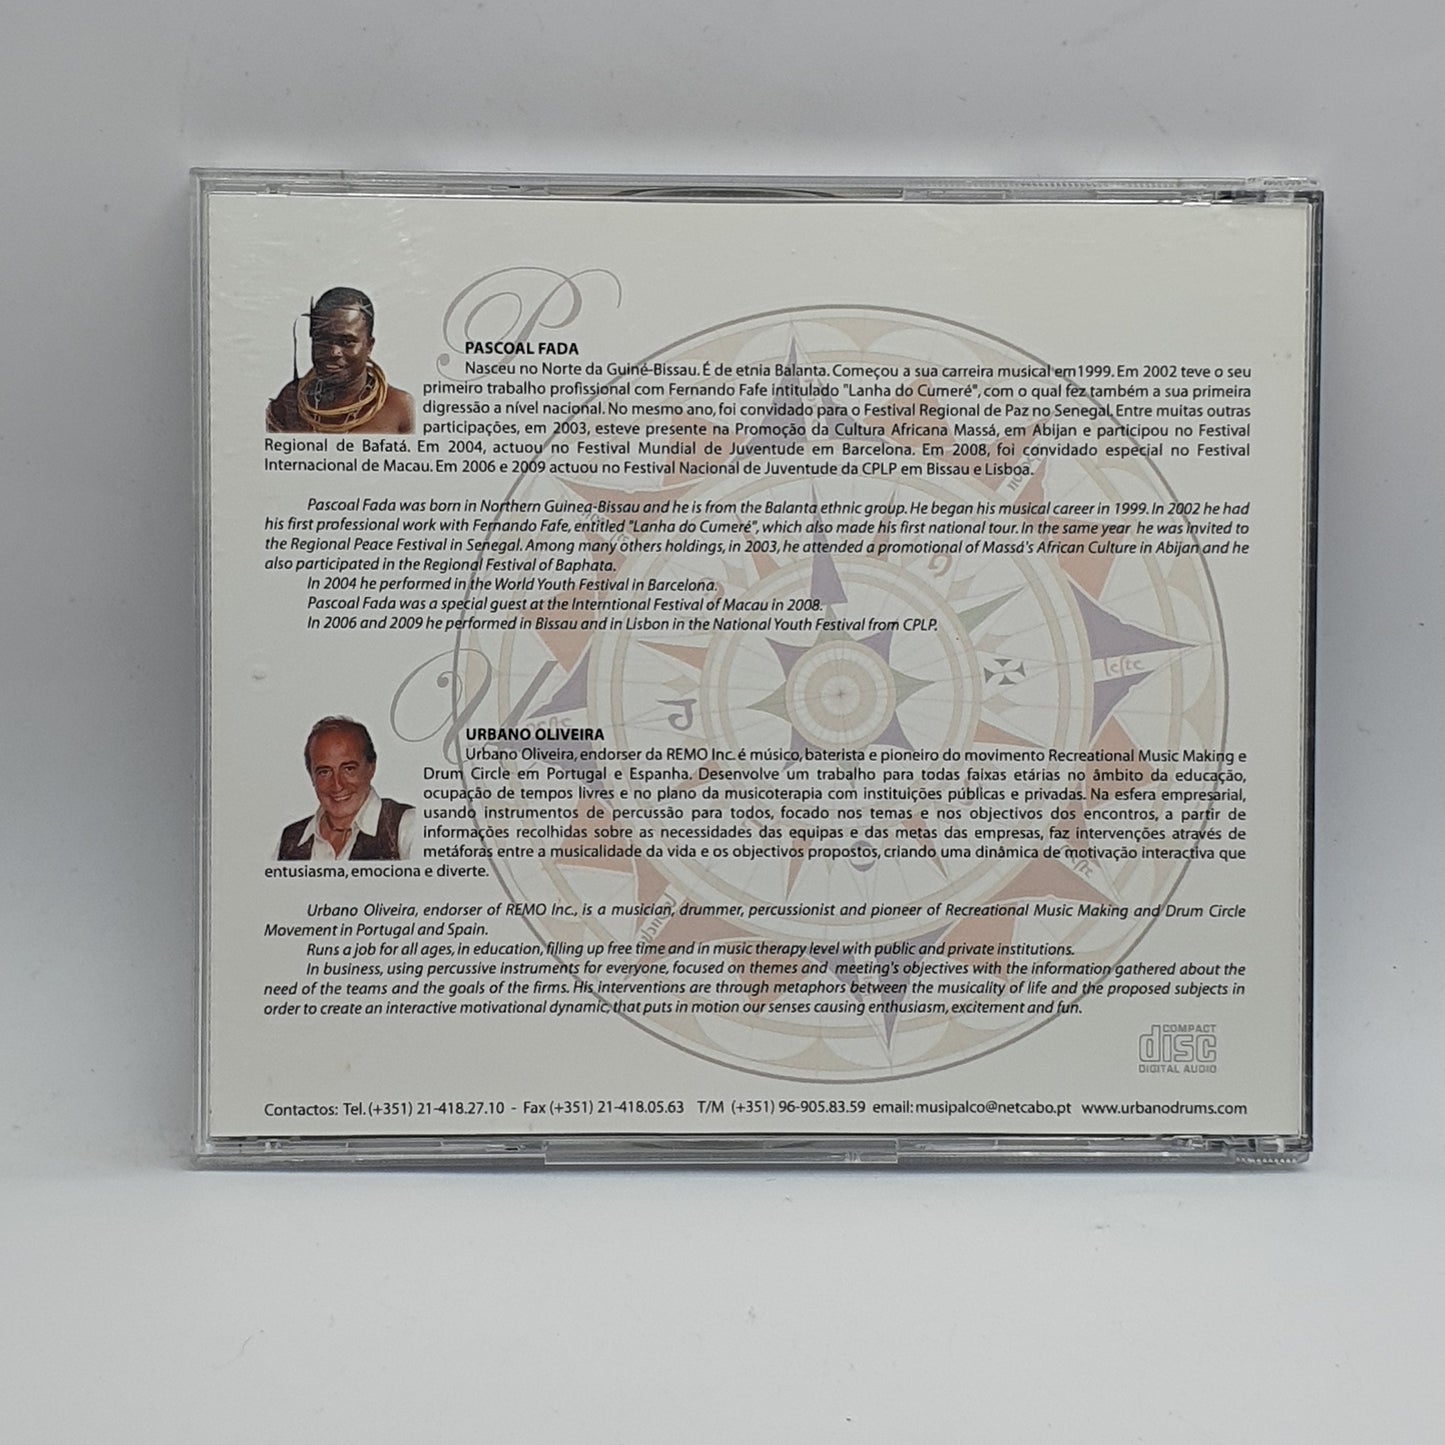 PASCOAL FADA
Nasceu no Norte da Guiné-Bissau. É de etnia Balanta. Começou a sua carreira musical em1999. Em 2002 teve o seu
primeiro trabalho profissional com Fernando Fafe intitulado "Lanha do Cumeré", com o qual fez também a sua primeira
digressão a nível nacional. No mesmo ano, foi convidado para o Festival Regional de Paz no Senegal. Entre muitas outras
participações, em 2003, esteve presente na Promoção da Cultura Africana Massá, em Abijan e participou no Festival
Regional de Bafatá. Em 2004, actuou no Festival Mundial de Juventude em Barcelona. Em 2008, foi convidado especial no Festival
Internacional de Macau. Em 2006 e 2009 actuou no Festival Nacional de Juventude da CPLP em Bissau e Lisboa.
Pascoal Fada was born in Northern Guinea-Bissau and he is from the Balanta ethnic group. He began his musical career in 1999. In 2002 he had
his first professional work with Fernando Fafe, entitled "Lanha do Cumeré", which also made his first national tour. In the same year he was invited to
the Regional Peace Festival in Senegal. Among many others holdings, in 2003, he attended a promotional of Massá's African Culture in Abijan and he
also participated in the Regional Festival of Baphata.
In 2004 he performed in the World Youth Festival in Barcelona.
Pascoal Fada was a special guest at the Interntional Festival of Macau in 2008.
In 2006 and 2009 he performed in Bissau and in Lisbon in the National Youth Festival from CPLP.
URBANO OLIVEIRA
Urbano Oliveira, endorser da REMO Inc. é músico, baterista e pioneiro do movimento Recreational Music Making e
Drum Circle em Portugal e Espanha. Desenvolve um trabalho para todas faixas etárias no âmbito da educação,
ocupação de tempos livres e no plano da musicoterapia com instituições públicas e privadas. Na esfera empresarial,
usando instrumentos de percussão para todos, focado nos temas e nos objectivos dos encontros, a partir de
informações recolhidas sobre as necessidades das equipas e das metas das empresas, faz intervenções através de
metáforas entre a musicalidade da vida e os objectivos propostos, criando uma dinâmica de motivação interactiva que
entusiasma, emociona e diverte.
Urbano Oliveira, endorser of REMO Inc., is a musician, drummer, percussionist and pioneer of Recreational Music Making and Drum Circle
Movement in Portugal and Spain.
Runs a job for all ages, in education, filling up free time and in music therapy level with public and private institutions.
In business, using percussive instruments for everyone, focused on themes and meeting's objectives with the information gathered about the
need of the teams and the goals of the firms. His interventions are through metaphors between the musicality of life and the proposed subjects in
order to create an interactive motivational dynamic, that puts in motion our senses causing enthusiasm, excitement and fun.
COMPACT
disc
DIGITAL AUDIO
Contactos: Tel. (+351) 21-418.27.10 - Fax (+351) 21-418.05.63 T/M (+351) 96-905.83.59 email: musipalco@netcabo.pt www.urbanodrums.com